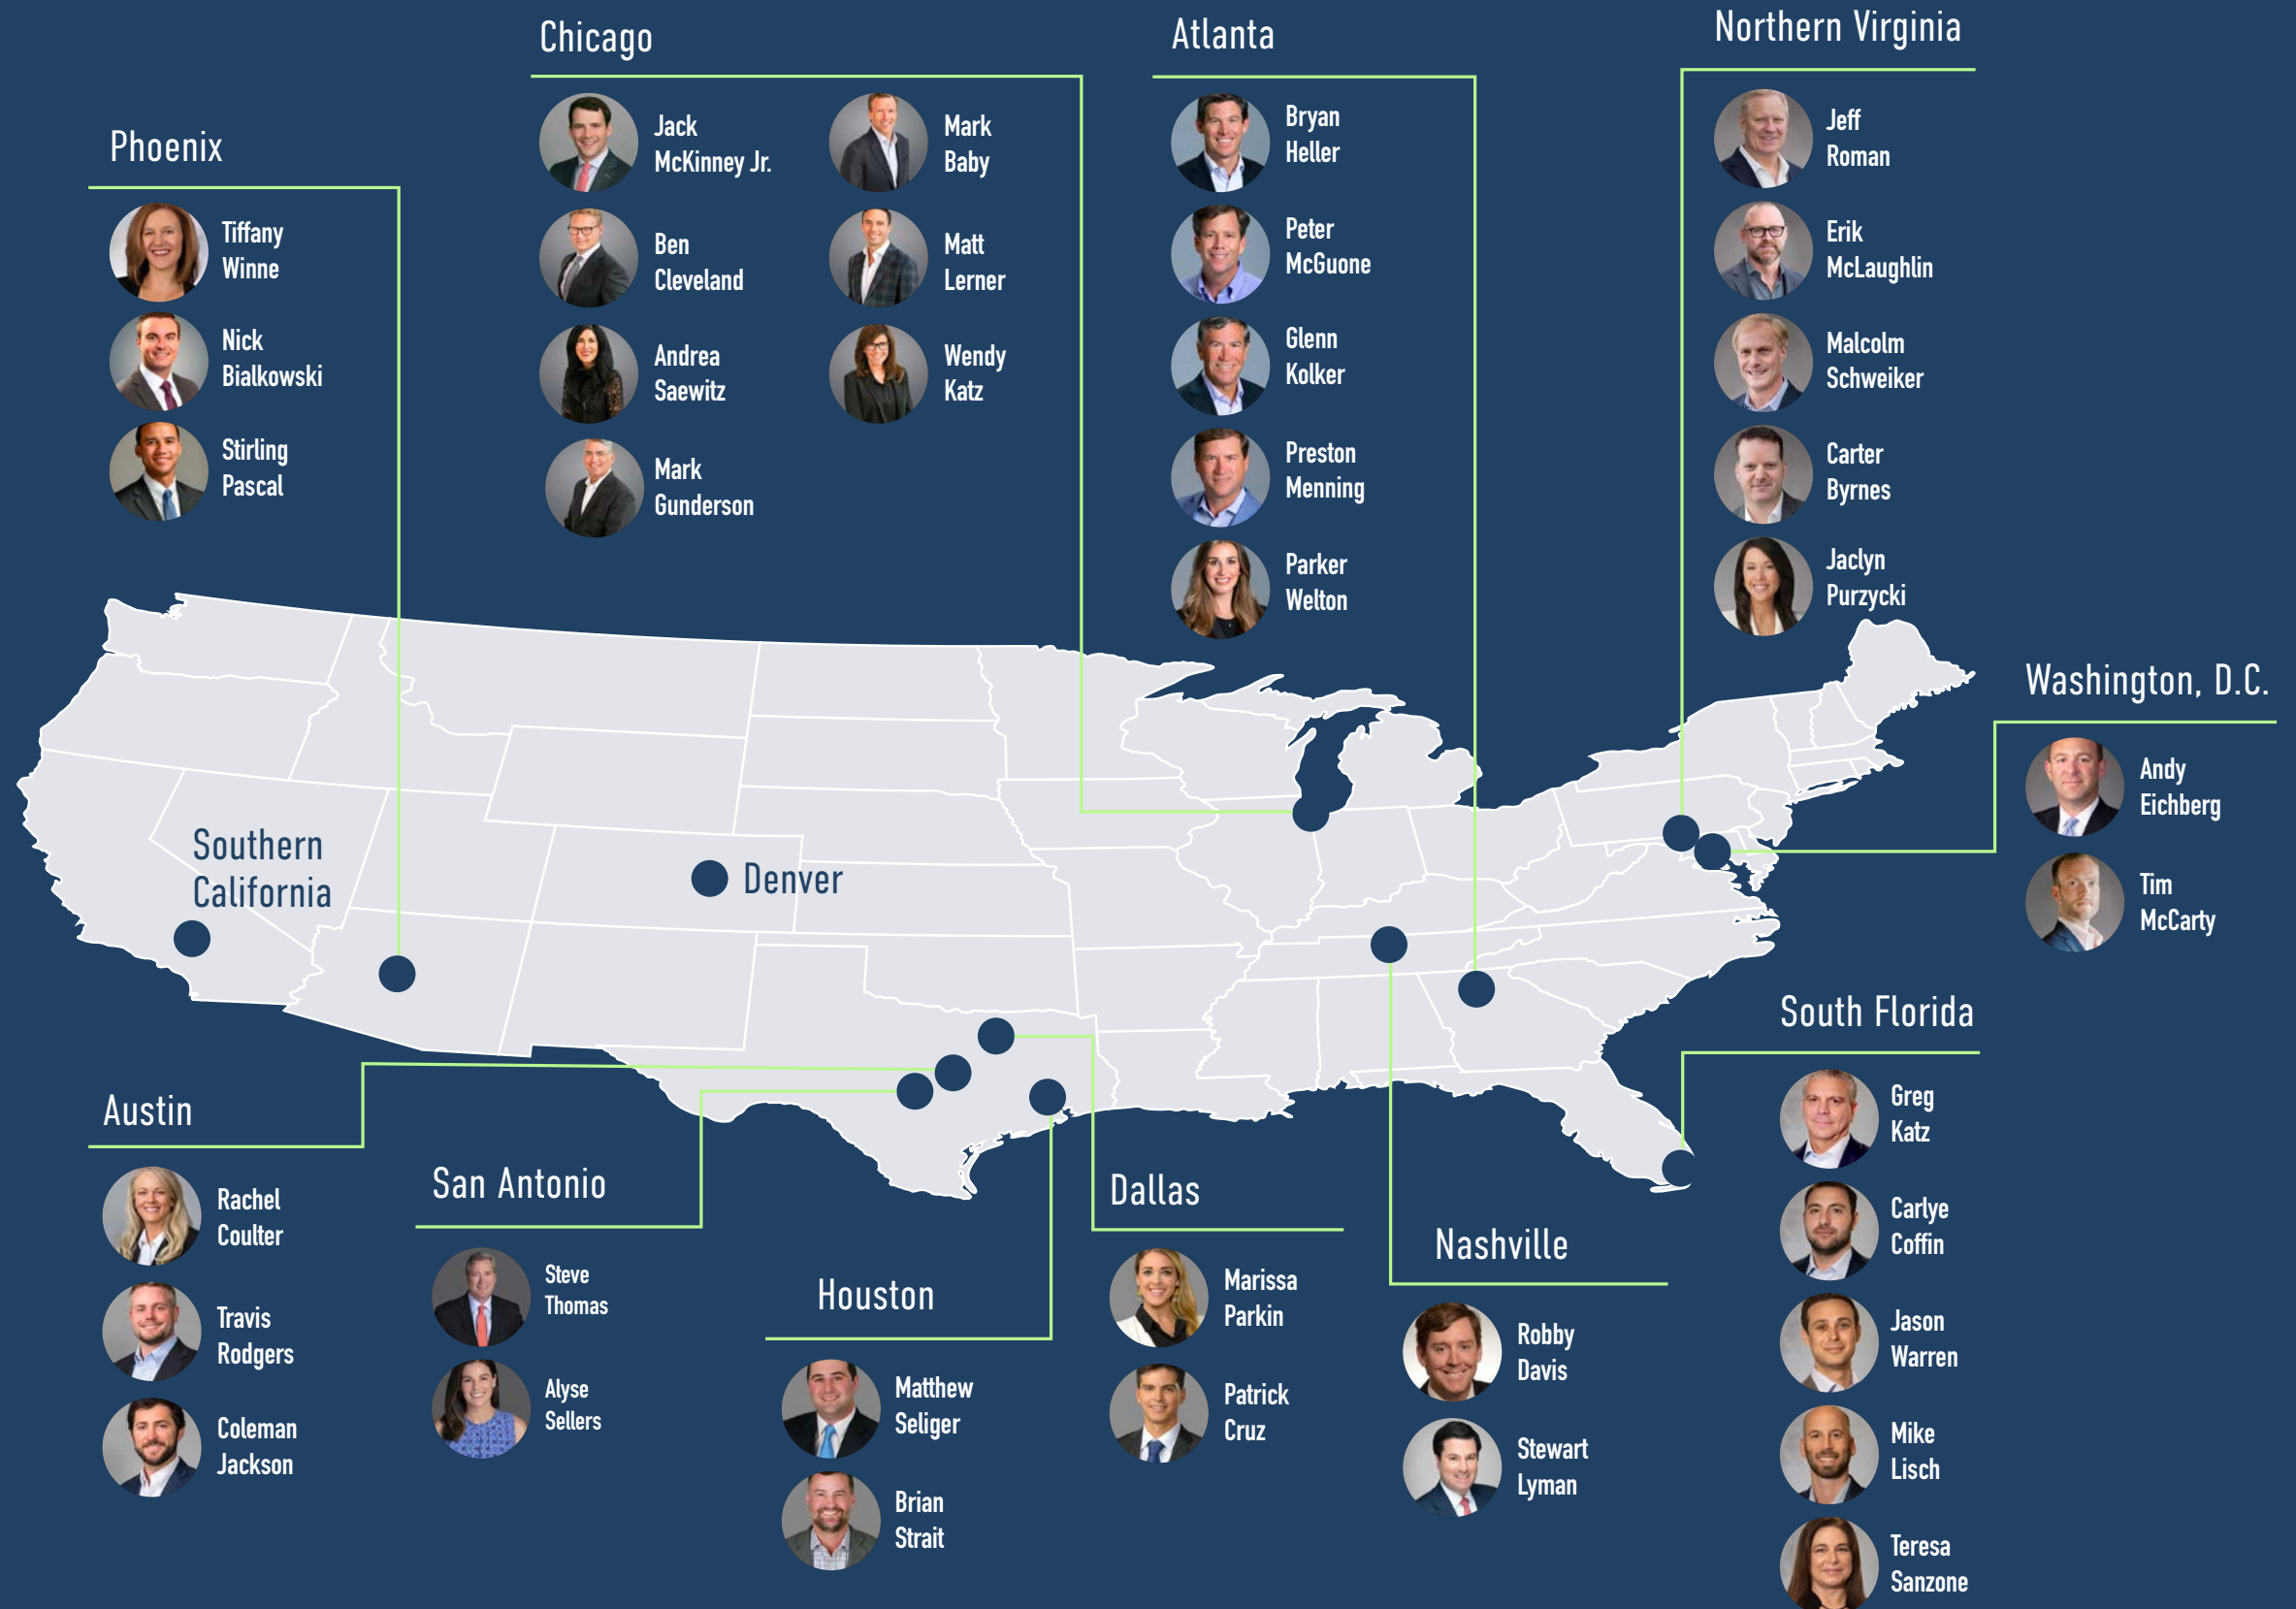 Phoenix
Tiffany
Winne
Nick
Bialkowski
Stirling
Pascal
Chicago
Jack
McKinney Jr.
Mark
Baby
Ben
Cleveland
Matt
Lerner
Andrea
Saewitz
Wendy
Katz
Mark
Gunderson
Atlanta
Bryan
Heller
Peter
McGuone
Glenn
Kolker
Preston
Menning
Parker
Welton
Northern Virginia
Jeff
Roman
Erik
McLaughlin
Malcolm
Schweiker
Carter
Byrnes
Jaclyn
Purzycki
Washington, D.C.
Andy
Eichberg
Tim
McCarty
Southern
California
Denver
Austin
Rachel
Coulter
Travis
Rodgers
Coleman
Jackson
San Antonio
Steve
Thomas
Alyse
Sellers
Houston
Matthew
Seliger
Brian
Strait
Dallas
Marissa
Parkin
Patrick
Cruz
Nashville
Robby
Davis
Stewart
Lyman
South Florida
Greg
Katz
Carlye
Coffin
Jason
Warren
Mike
Lisch
Teresa
Sanzone